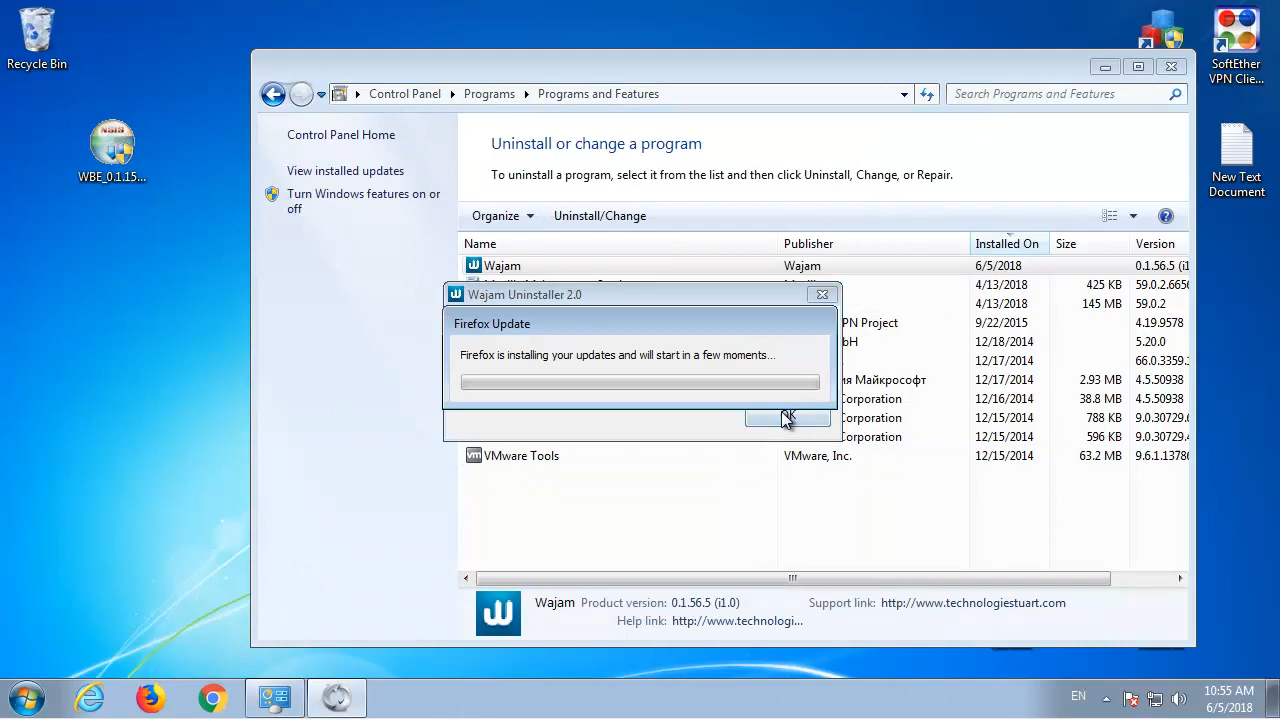 Recycle Bin
SoftEther
VPN Clie...
NSIS
WBE_0.1.15...
New Text
Document
Control Panel
Programs
Programs and Features
Search Programs and Features
Control Panel Home
View installed updates
Turn Windows features on or
off
Uninstall or change a program
To uninstall a program, select it from the list and then click Uninstall, Change, or Repair.
Organize
Uninstall/Change
Name Publisher Installed On Size Version
Wajam Wajam 6/5/2018 0.1.56.5 (i1
4/13/2018 425 KB 59.0.2.6656
4/13/2018 145 MB 59.0.2
PN Project 9/22/2015 4.19.9578
bH 12/18/2014 5.20.0
12/17/2014 66.0.3359.
ия Майкрософт 12/17/2014 2.93 MB 4.5.50938
Corporation 12/16/2014 38.8 MB 4.5.50938
Corporation 12/15/2014 788 KB 9.0.30729.
Corporation 12/15/2014 596 KB 9.0.30729.4
VMware Tools VMware, Inc. 12/15/2014 63.2 MB 9.6.1.13786
Wajam Uninstaller 2.0
Firefox Update
Firefox is installing your updates and will start in a few moments...
OK
Wajam Product version: 0.1.56.5 (i1.0) Support link: http://www.technologiestuart.com
Help link: http://www.technologi...
EN
10:55 AM
6/5/2018